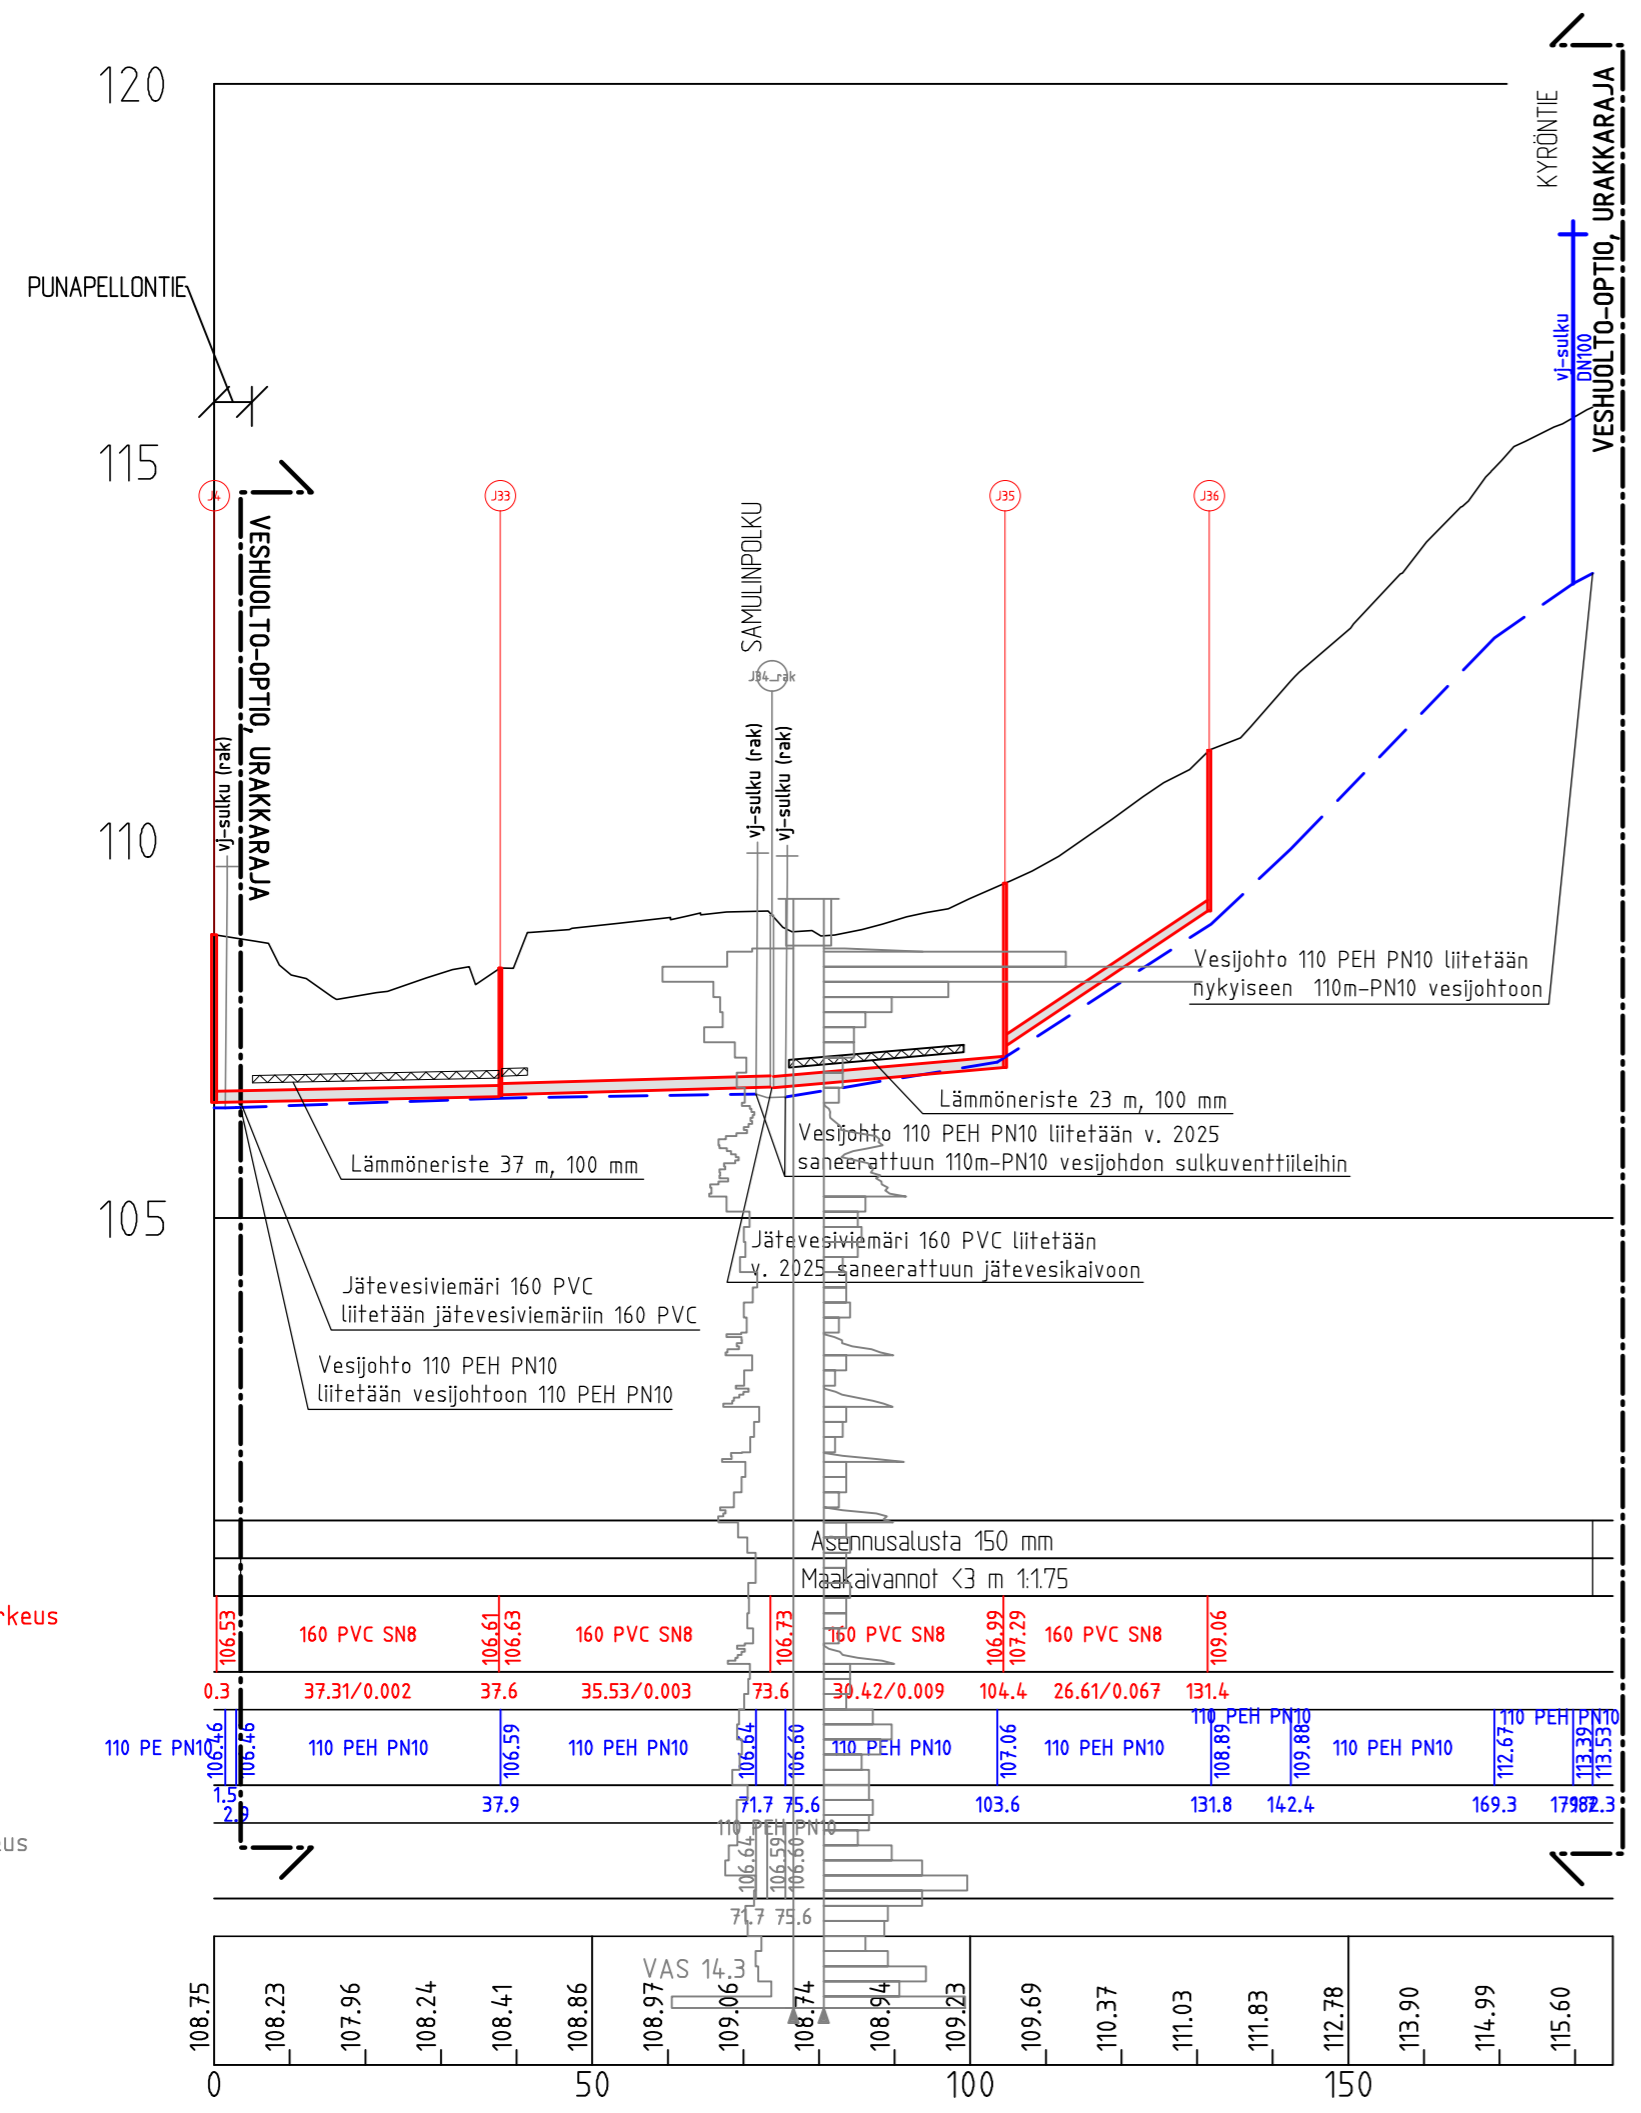 120
115
110
105
PUNAPELLONTIE
KYRÖNTIE
VESHUOLTO-OPTIO, URAKKARAJA
vj-sulku
DN100
J4
J33
J35
J36
SAMULINPOLKU
J34_rak
VESHUOLTO-OPTIO, URAKKARAJA
vj-sulku (rak)
vj-sulku (rak)
vj-sulku (rak)
Vesijohto 110 PEH PN10 liitetään
nykyiseen 110m-PN10 vesijohtoon
Lämmöneriste 23 m, 100 mm
Vesijohto 110 PEH PN10 liitetään v. 2025
saneerattuun 110m-PN10 vesijohdon sulkuventtiileihin
Lämmöneriste 37 m, 100 mm
Jätevesiviemäri 160 PVC liitetään
v. 2025 saneerattuun jätevesikaivoon
Jätevesiviemäri 160 PVC
liitetään jätevesiviemäriin 160 PVC
Vesijohto 110 PEH PN10
liitetään vesijohtoon 110 PEH PN10
Asennusalusta 150 mm
Maakaivannot <3 m 1:1.75
rkeus
106.53 160 PVC SN8 106.61 106.63 160 PVC SN8 106.73 160 PVC SN8 106.99 107.29 160 PVC SN8 109.06
0.3 37.31/0.002 37.6 35.53/0.003 73.6 30.42/0.009 104.4 26.61/0.067 131.4
110 PE PN10 106.46 106.46 110 PEH PN10 106.59 110 PEH PN10 106.64 106.60 110 PEH PN10 107.06 110 PEH PN10 108.89 110 PEH PN10 109.88 110 PEH PN10 112.67 110 PEH PN10 113.39 113.53
1.5 2.9 37.9 71.7 75.6 103.6 131.8 142.4 169.3 182.3
us
110 PEH PN10
106.64 106.59 106.60
71.7 75.6
VAS 14.3
108.75 108.23 107.96 108.24 108.41 108.86 108.97 109.06 108.74 108.94 109.23 109.69 110.37 111.03 111.83 112.78 113.90 114.99 115.60
0 50 100 150